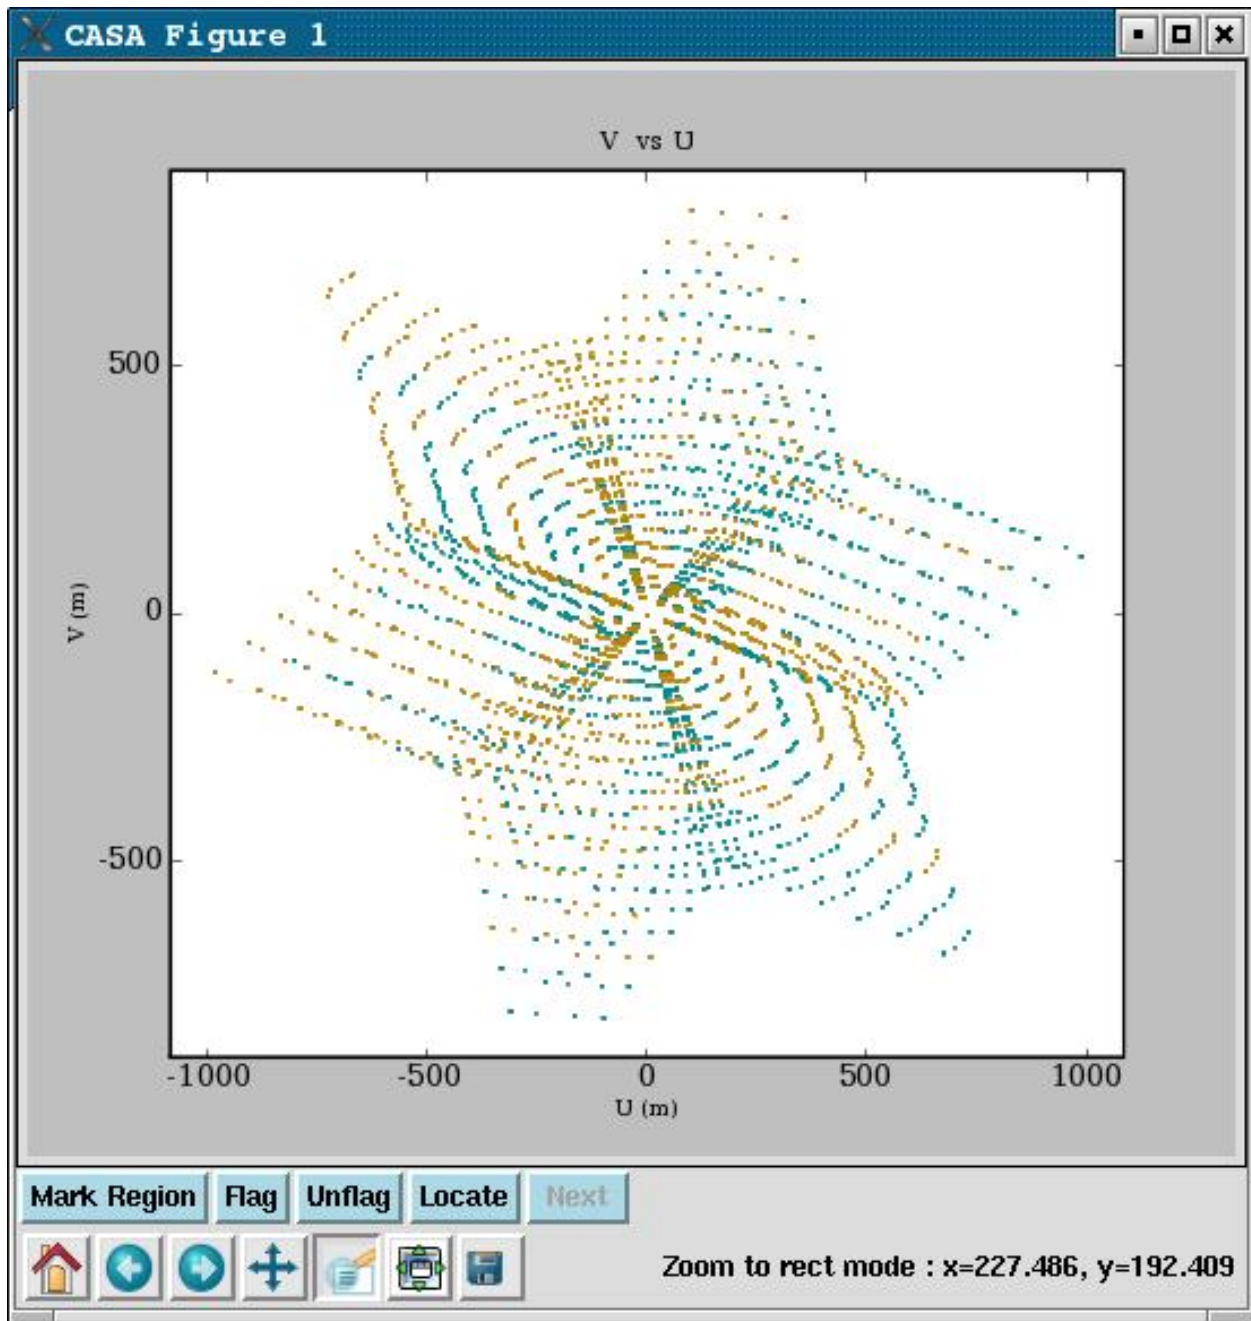 CASA Figure 1
V vs U
500
0
-500
V (m)
-1000 -500 0 500 1000
U (m)
Mark Region Flag Unflag Locate Next
Zoom to rect mode : x=227.486, y=192.409